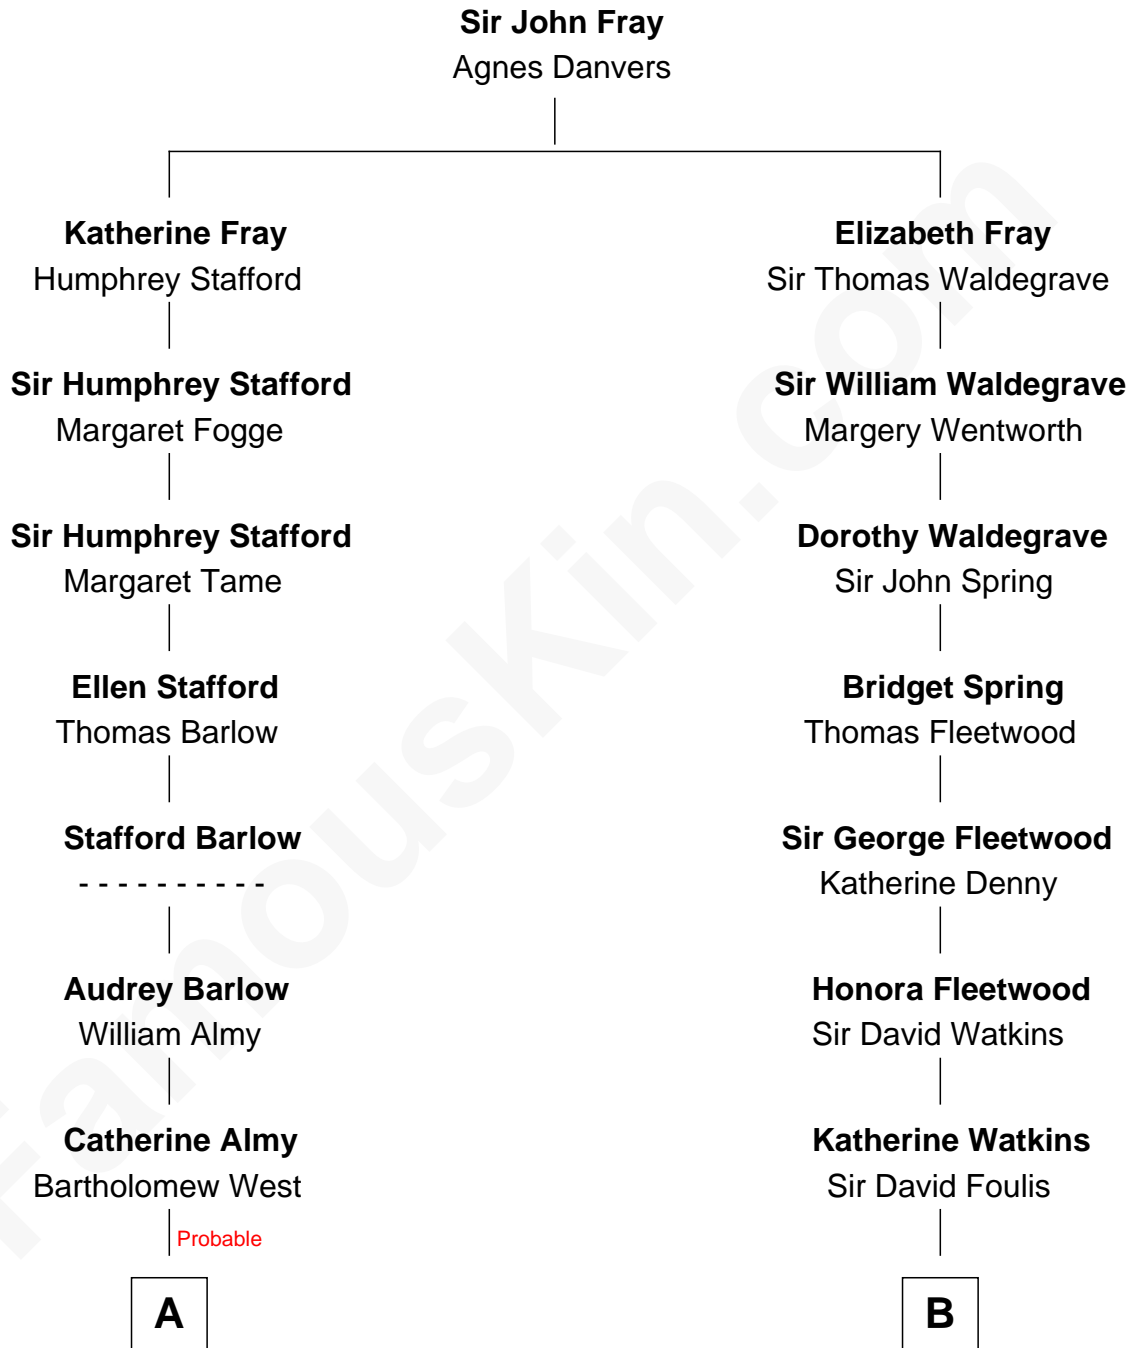 Sir John Fray
Agnes Danvers
Katherine Fray
Humphrey Stafford
Elizabeth Fray
Sir Thomas Waldegrave
Sir Humphrey Stafford
Margaret Fogge
Sir William Waldegrave
Margery Wentworth
Sir Humphrey Stafford
Margaret Tame
Dorothy Waldegrave
Sir John Spring
Ellen Stafford
Thomas Barlow
Bridget Spring
Thomas Fleetwood
Stafford Barlow
- - - - - - - - - -
Sir George Fleetwood
Katherine Denny
Audrey Barlow
William Almy
Honora Fleetwood
Sir David Watkins
Catherine Almy
Bartholomew West
Katherine Watkins
Sir David Foulis
Probable
A
B
FamousKin.com